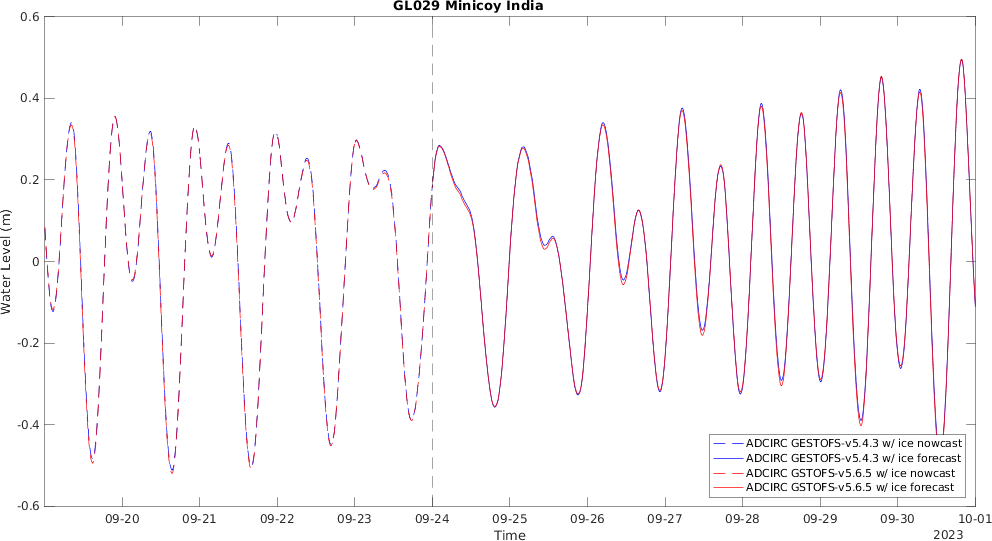 GL029 Minicoy India
0.6
0.4
0.2
0
-0.2
-0.4
-0.6
Water Level (m)
ADCIRC GESTOFS-v5.4.3 w/ ice nowcast
ADCIRC GESTOFS-v5.4.3 w/ ice forecast
ADCIRC GSTOFS-v5.6.5 w/ ice nowcast
ADCIRC GSTOFS-v5.6.5 w/ ice forecast
09-20 09-21 09-22 09-23 09-24 09-25 09-26 09-27 09-28 09-29 09-30 10-01
Time
2023